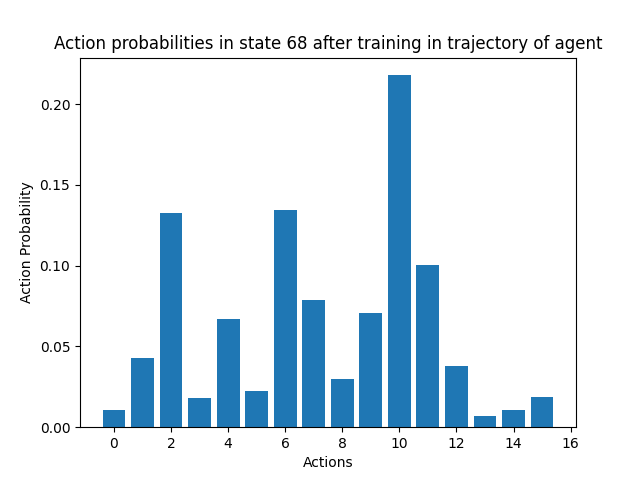 Action probabilities in state 68 after training in trajectory of agent
0.20
0.15
0.10
0.05
0.00
Action Probability
0 2 4 6 8 10 12 14 16
Actions